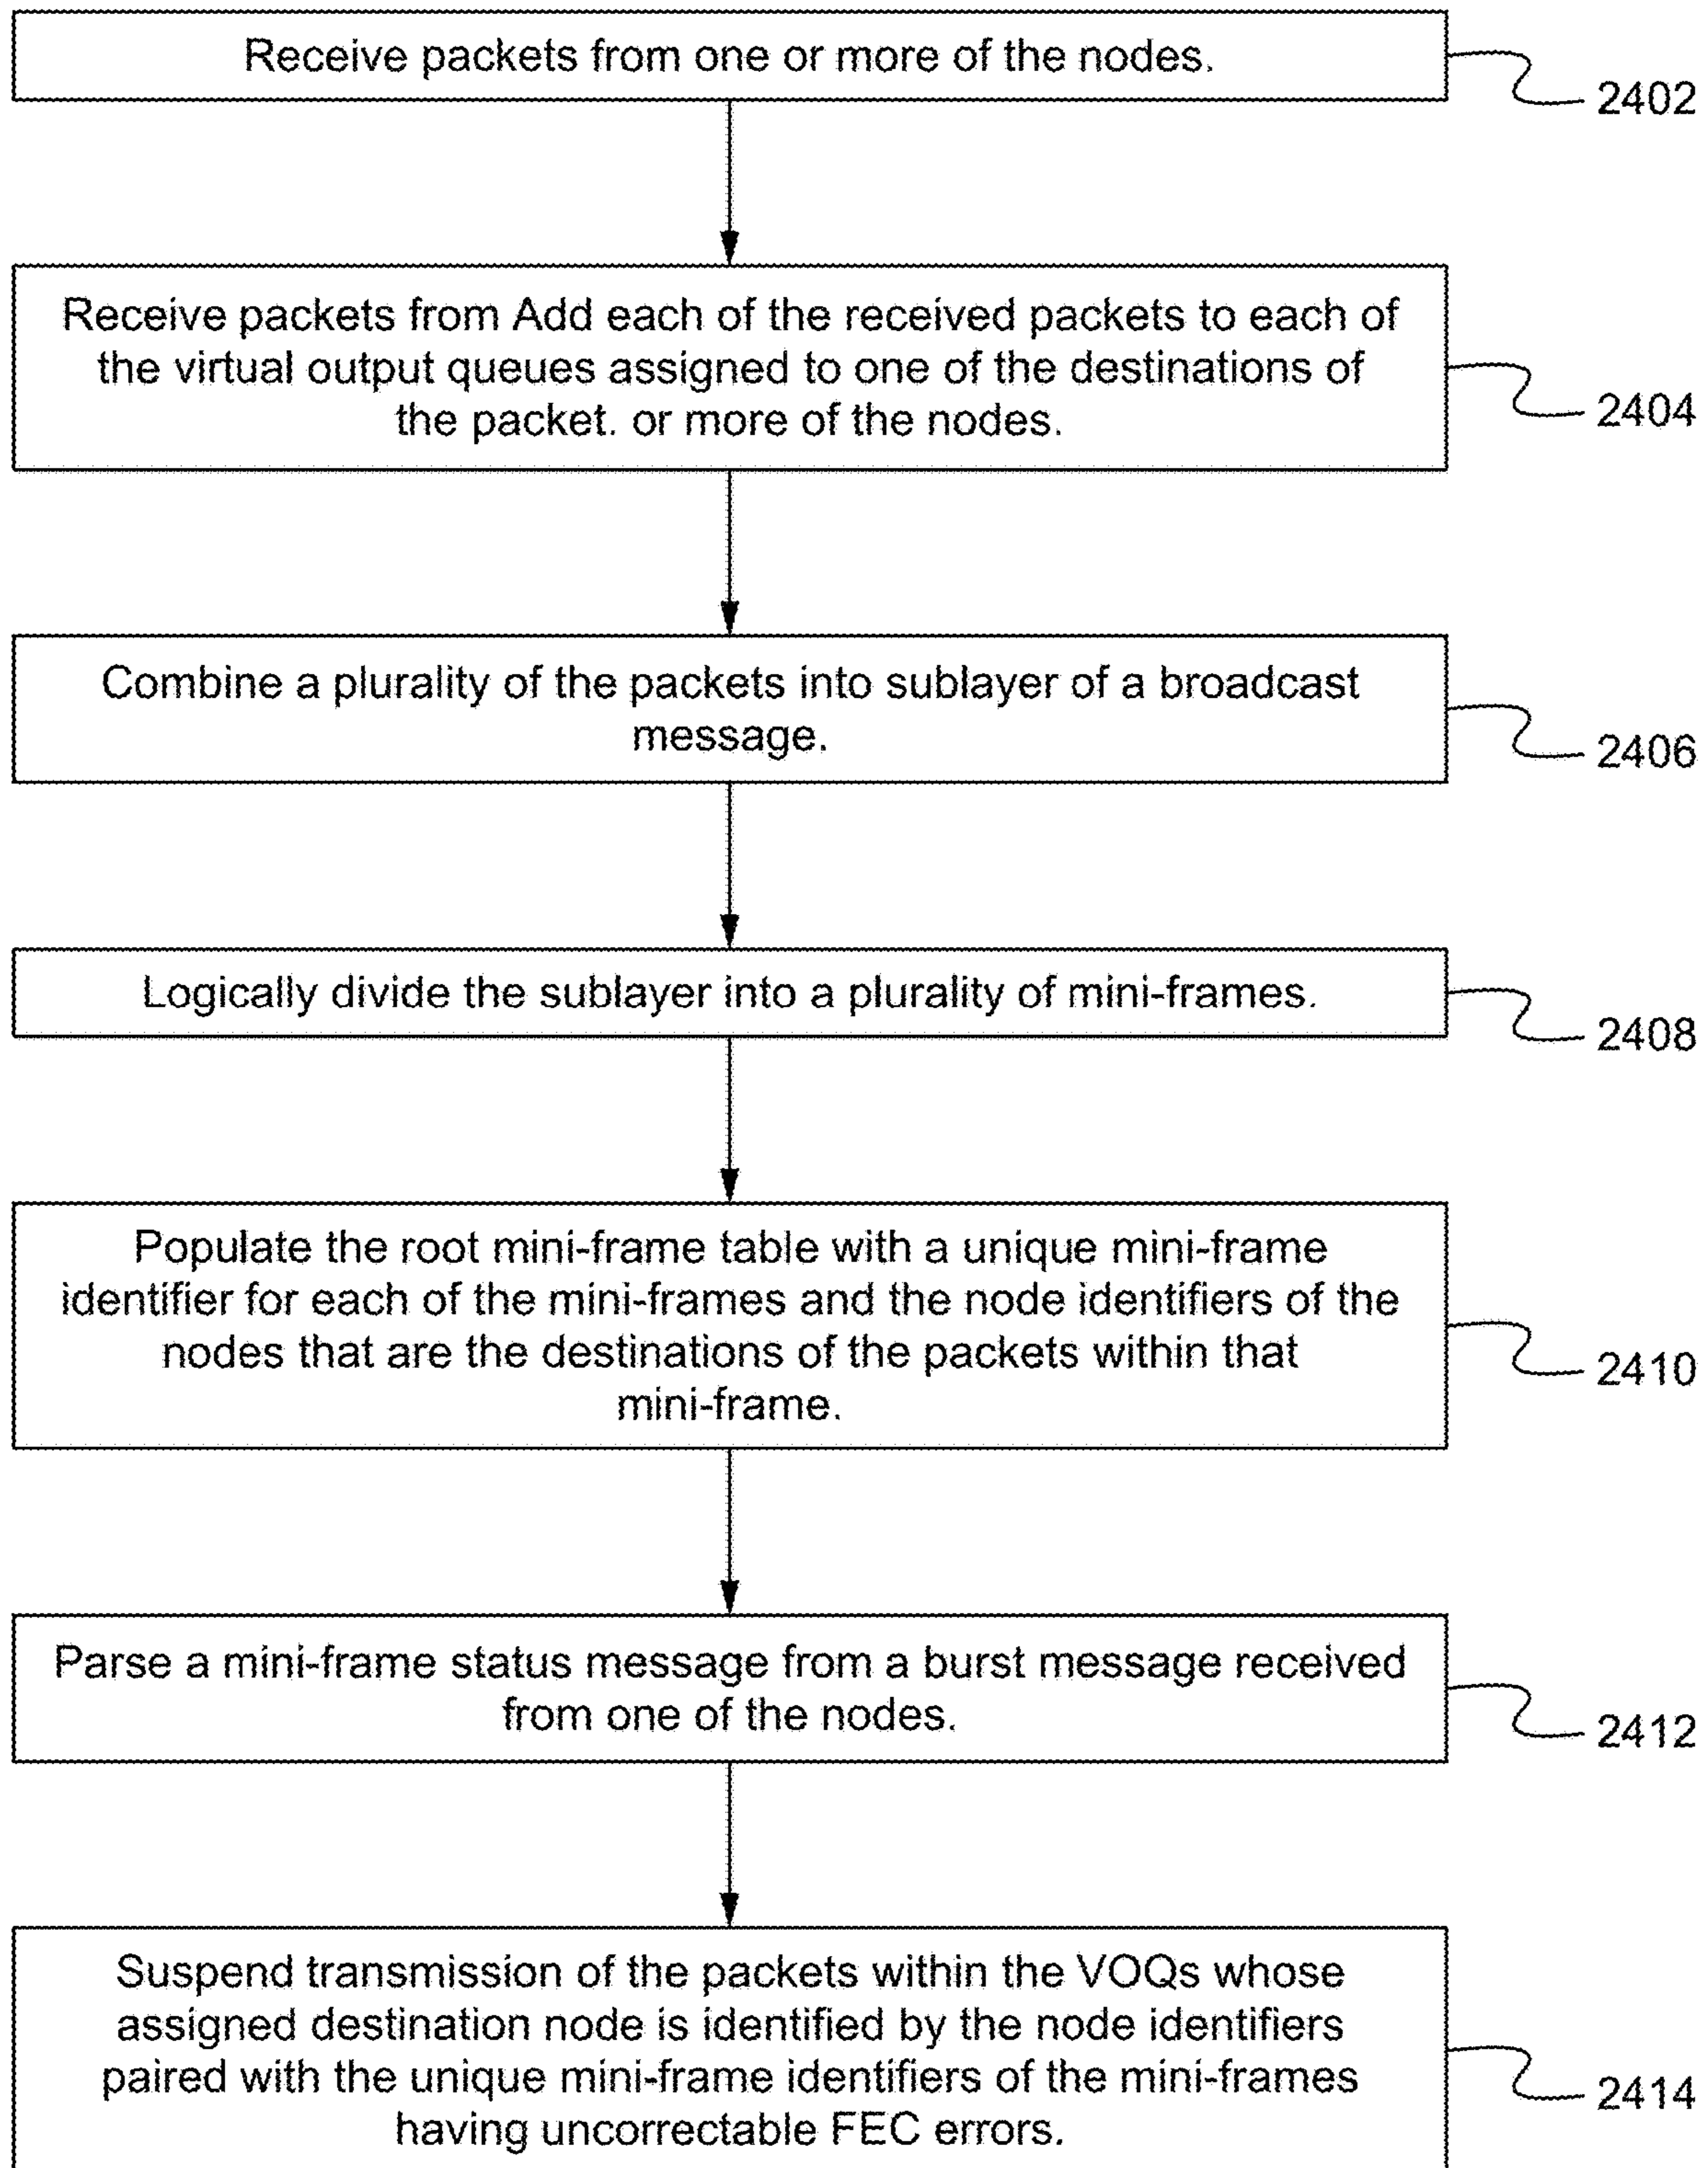 Receive packets from one or more of the nodes.
2402
Receive packets from Add each of the received packets to each of
the virtual output queues assigned to one of the destinations of
the packet. or more of the nodes.
2404
Combine a plurality of the packets into sublayer of a broadcast
message.
2406
Logically divide the sublayer into a plurality of mini-frames.
2408
Populate the root mini-frame table with a unique mini-frame
identifier for each of the mini-frames and the node identifiers of the
nodes that are the destinations of the packets within that
mini-frame.
2410
Parse a mini-frame status message from a burst message received
from one of the nodes.
2412
Suspend transmission of the packets within the VOQs whose
assigned destination node is identified by the node identifiers
paired with the unique mini-frame identifiers of the mini-frames
having uncorrectable FEC errors.
2414